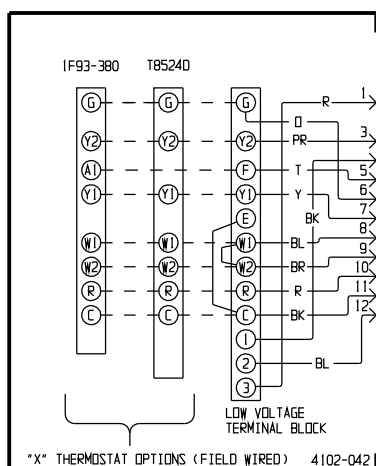 1F93-380 T8524D
G G G R 1
O
Y2 Y2 Y2 PR 3
A1 F T 5
6
Y1 Y1 Y1 Y 7
E BK
8
W1 W1 W1 BL
9
W2 W2 W2 BR
10
R R R R
11
C C C BK
12
1
2 BL
3
LOW VOLTAGE
TERMINAL BLOCK
"X" THERMOSTAT OPTIONS (FIELD WIRED) 4102-042